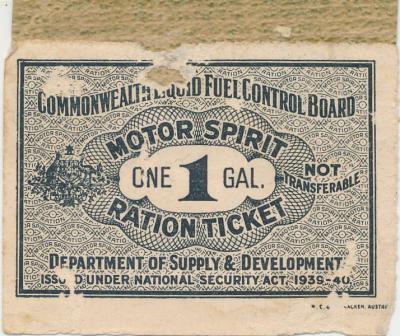 COMMONWEALTH LIQUID FUEL CONTROL BOARD
MOTOR SPIRIT
ONE 1 GAL.
NOT
TRANSFERABLE
RATION TICKET
DEPARTMENT OF SUPPLY & DEVELOPMENT
ISSUED UNDER NATIONAL SECURITY ACT, 1939-40